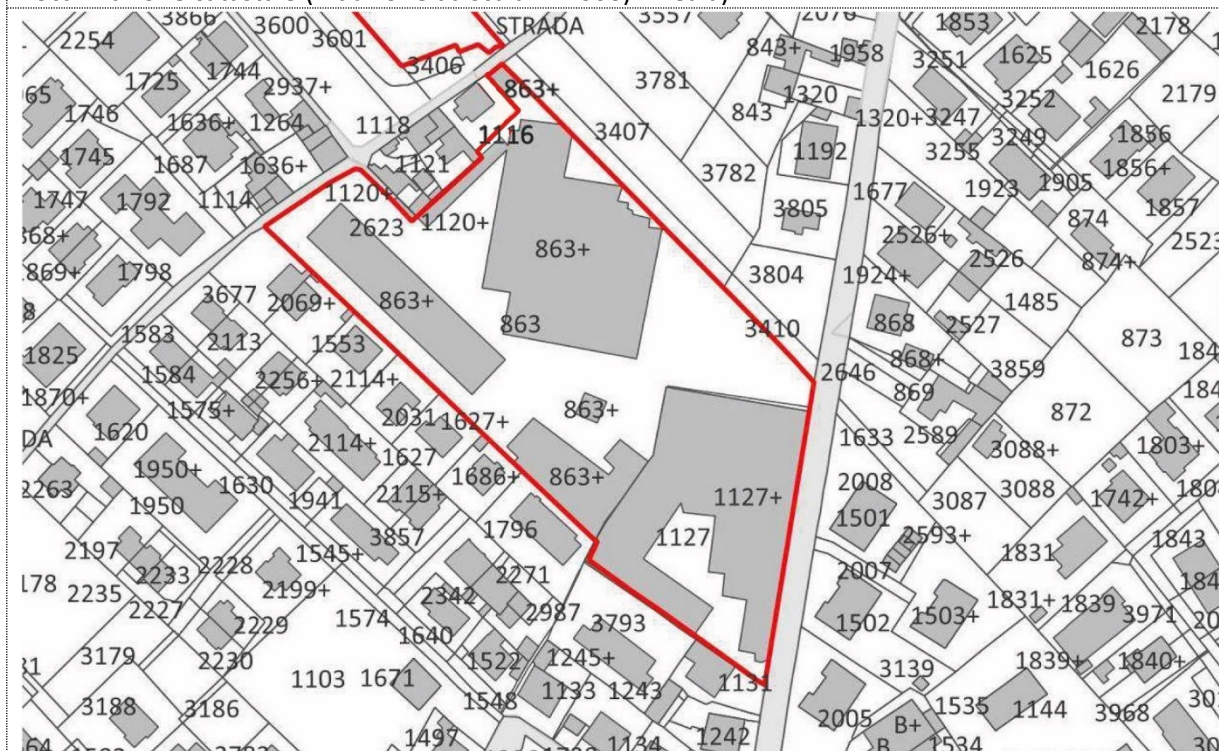 3866 3600 STRADA 3557 2076 1853 2178
2254 3601 843+ 1958 3251 1625
1725 1744 3406 3781 1626
2937+ 863+ 1320 3252 2179
1746 1636+ 1264 1118 1116 3407 843 1320+ 3247 3249 1856
1745 1687 1636+ 1121 3782 1192 3255 1905 1856+
1747 1792 1114 1120+ 3805 1677 1923 874 1857
2623 1120+ 2526+ 2523
869+ 1798 863+ 3804 1924+ 2526 874+
3677 2069+ 863+ 1485
1583 2113 1553 863 3410 868 2527 873
1825 1584 2256+ 2114+ 2646 868+ 3859
1870+ 1575+ 2031 1627+ 863+ 869 872
1620 2114+ 1627 1633 2589 3088+ 1803+
1950+ 1630 1686+ 863+ 2008 3088
2263 1950 1941 2115+ 1127+ 1501 3087 1742+
3857 1796 1127 2593+ 1831 1843
2197 2233 2228 1545+ 2271 2007
2235 2227 2199+ 2342 2987 1502 1503+ 1831+ 1839 3971
2229 1574 1640 3793
3179 2230 1522 1245+ 3139 1839+ 1840+
1103 1671 1548 1133 1243 1131 1535 1144
3188 3186 2005 B+ 3968
1497 1134 1242 B 1534